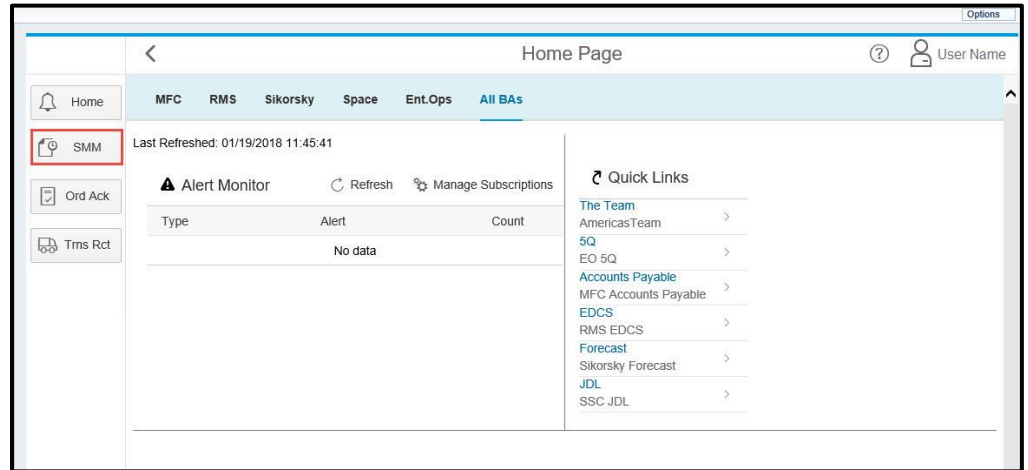 Options
Home Page
User Name
Home
SMM
Ord Ack
Trns Rct
MFC RMS Sikorsky Space Ent.Ops All BAs
Last Refreshed: 01/19/2018 11:45:41
Alert Monitor Refresh Manage Subscriptions
Type Alert Count
No data
Quick Links
The Team
AmericasTeam
5Q
EO 5Q
Accounts Payable
MFC Accounts Payable
EDCS
RMS EDCS
Forecast
Sikorsky Forecast
JDL
SSC JDL